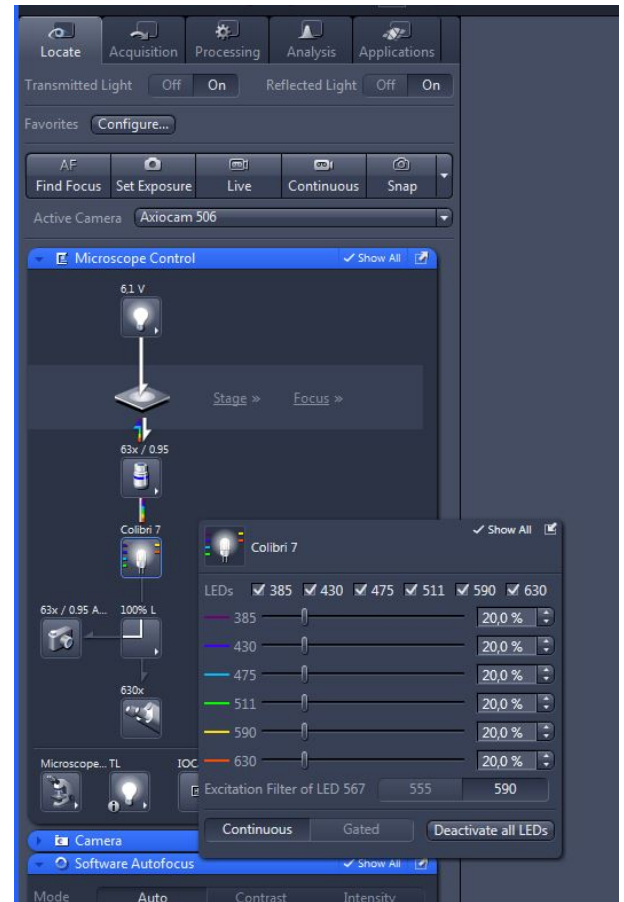 Locate Acquisition Processing Analysis Applications
Transmitted Light Off On Reflected Light Off On
Favorites Configure...
AF
Find Focus Set Exposure Live Continuous Snap
Active Camera Axiocam 506
Microscope Control Show All
6,1 V
Stage » Focus »
63x / 0.95
Colibri 7
Colibri 7 Show All
LEDs 385 430 475 511 590 630
385 20,0 %
430 20,0 %
63x / 0.95 A... 100% L
475 20,0 %
511 20,0 %
630x
590 20,0 %
630 20,0 %
Microscope... TL IOC
Excitation Filter of LED 567 555 590
Continuous Gated Deactivate all LEDs
Camera
Software Autofocus Show All
Mode Auto Contrast Intensity